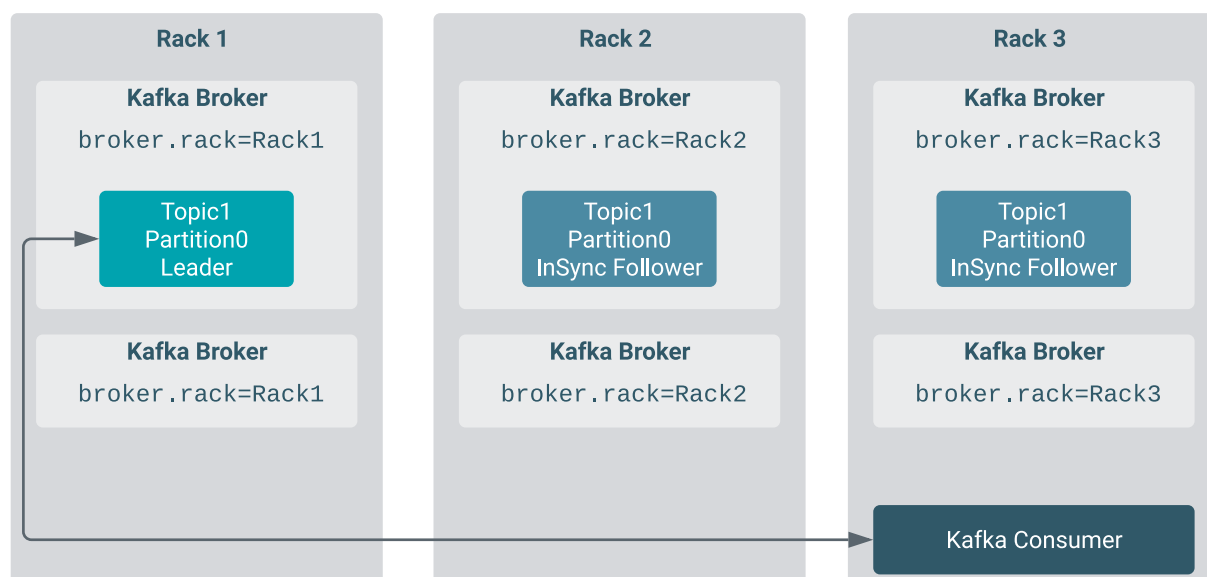 Rack 1
Kafka Broker
broker.rack=Rack1
Topic1
Partition0
Leader
Kafka Broker
broker.rack=Rack1
Rack 2
Kafka Broker
broker.rack=Rack2
Topic1
Partition0
InSync Follower
Kafka Broker
broker.rack=Rack2
Rack 3
Kafka Broker
broker.rack=Rack3
Topic1
Partition0
InSync Follower
Kafka Broker
broker.rack=Rack3
Kafka Consumer